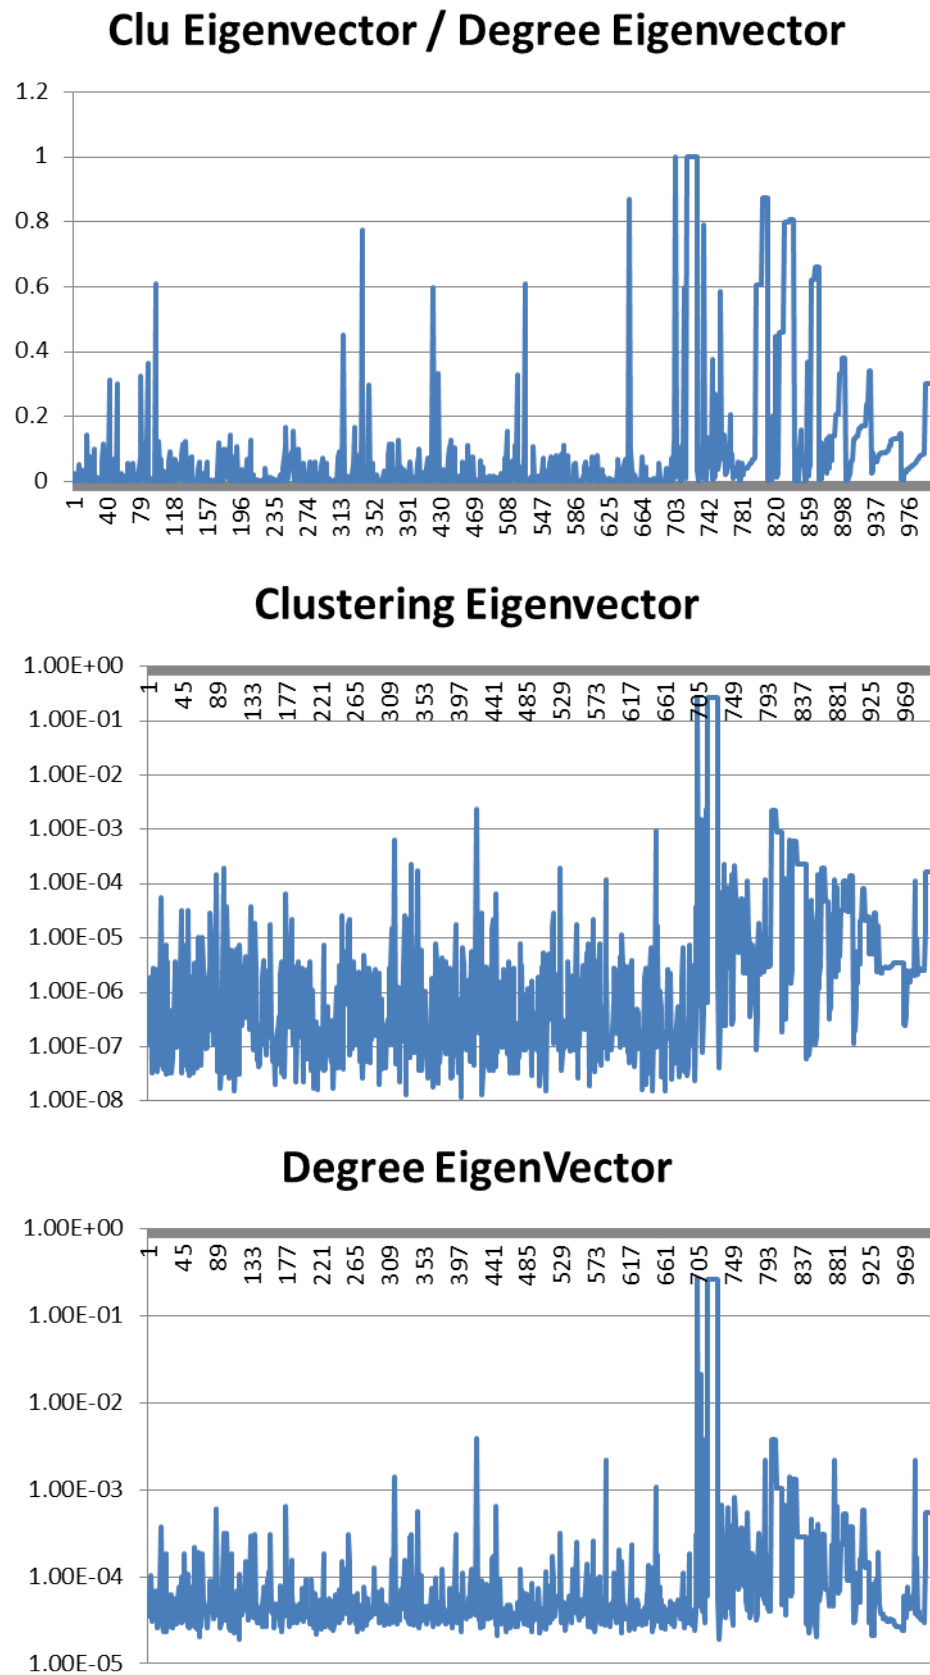 Clu Eigenvector / Degree Eigenvector
1.2
1
0.8
0.6
0.4
0.2
0
1 40 79 118 157 196 235 274 313 352 391 430 469 508 547 586 625 664 703 742 781 820 859 898 937 976
Clustering Eigenvector
1.00E+00
1 45 89 133 177 221 265 309 353 397 441 485 529 573 617 661 705 749 793 837 881 925 969
1.00E-01
1.00E-02
1.00E-03
1.00E-04
1.00E-05
1.00E-06
1.00E-07
1.00E-08
Degree EigenVector
1.00E+00
1 45 89 133 177 221 265 309 353 397 441 485 529 573 617 661 705 749 793 837 881 925 969
1.00E-01
1.00E-02
1.00E-03
1.00E-04
1.00E-05